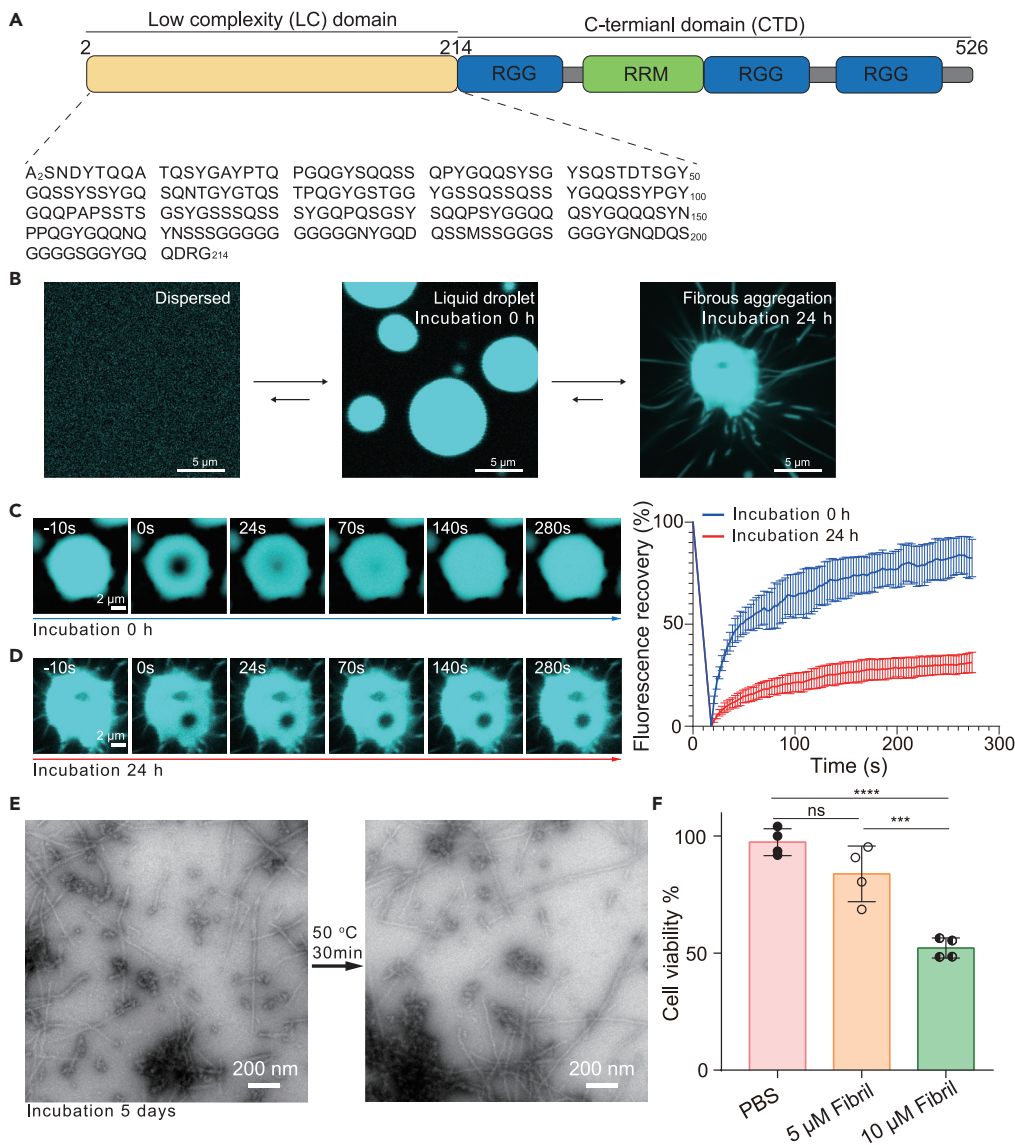 A
Low complexity (LC) domain
C-termianl domain (CTD)
2
214
526
RGG
RRM
RGG
RGG
A2SNDYTQQA TQSYGAYPTQ PGQGYSQQSS QPYGQQSYSG YSQSTDTSGY50
GQSSYSSYGQ SQNTGYGTQS TPQGYGSTGG YGSSQSSQSS YGQQSSYPGY100
GQQPAPSSTS GSYGSSSQSS SYGQPQSGSY SQQPSYGGQQ QSYGQQQSYN150
PPQGYGQQNQ YNSSSGGGGG GGGGGNYGQD QSSMSSGGGS GGGYGNQDQS200
GGGGSGGYGQ QDRG214
B
Dispersed
5 µm
Liquid droplet
Incubation 0 h
5 µm
Fibrous aggregation
Incubation 24 h
5 µm
C
-10s
0s
24s
70s
140s
280s
2 µm
Incubation 0 h
D
-10s
0s
24s
70s
140s
280s
2 µm
Incubation 24 h
Fluorescence recovery (%)
100
50
0
0
100
200
300
Time (s)
Incubation 0 h
Incubation 24 h
E
200 nm
Incubation 5 days
50 °C
30min
200 nm
F
****
ns
***
Cell viability %
100
50
0
PBS
5 µM Fibril
10 µM Fibril